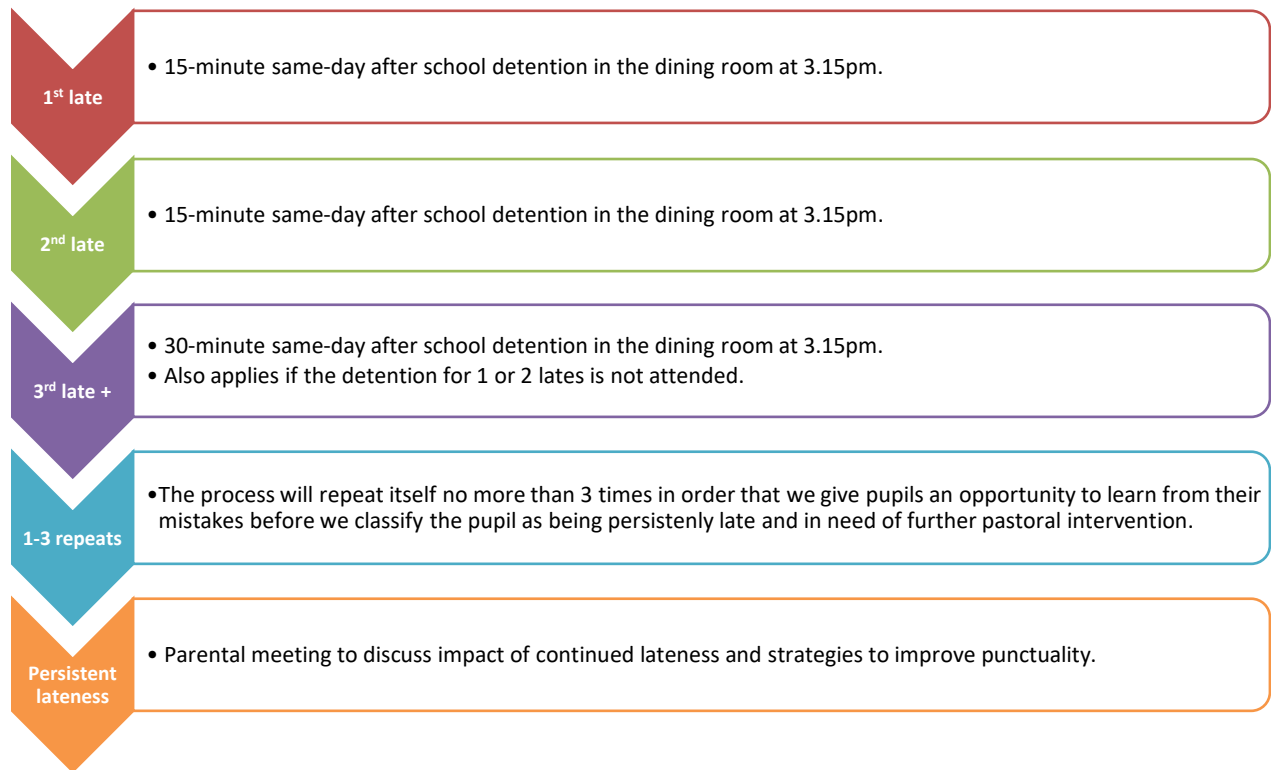 1st late
• 15-minute same-day after school detention in the dining room at 3.15pm.
2nd late
• 15-minute same-day after school detention in the dining room at 3.15pm.
3rd late +
• 30-minute same-day after school detention in the dining room at 3.15pm.
• Also applies if the detention for 1 or 2 lates is not attended.
1-3 repeats
•The process will repeat itself no more than 3 times in order that we give pupils an opportunity to learn from their
mistakes before we classify the pupil as being persistenly late and in need of further pastoral intervention.
Persistent
lateness
• Parental meeting to discuss impact of continued lateness and strategies to improve punctuality.